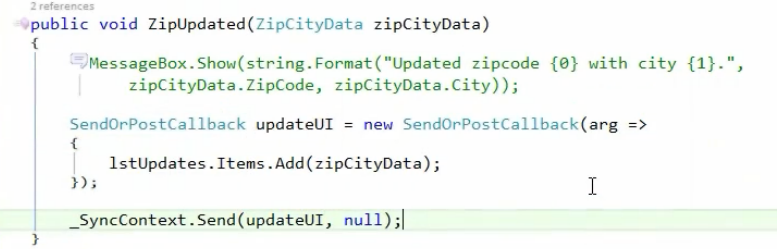 2 references
public void ZipUpdated(ZipCityData zipCityData)
{
MessageBox.Show(string.Format("Updated zipcode {0} with city {1}.",
zipCityData.ZipCode, zipCityData.City));
SendOrPostCallback updateUI = new SendOrPostCallback(arg =>
{
lstUpdates.Items.Add(zipCityData);
});
_SyncContext.Send(updateUI, null);
}